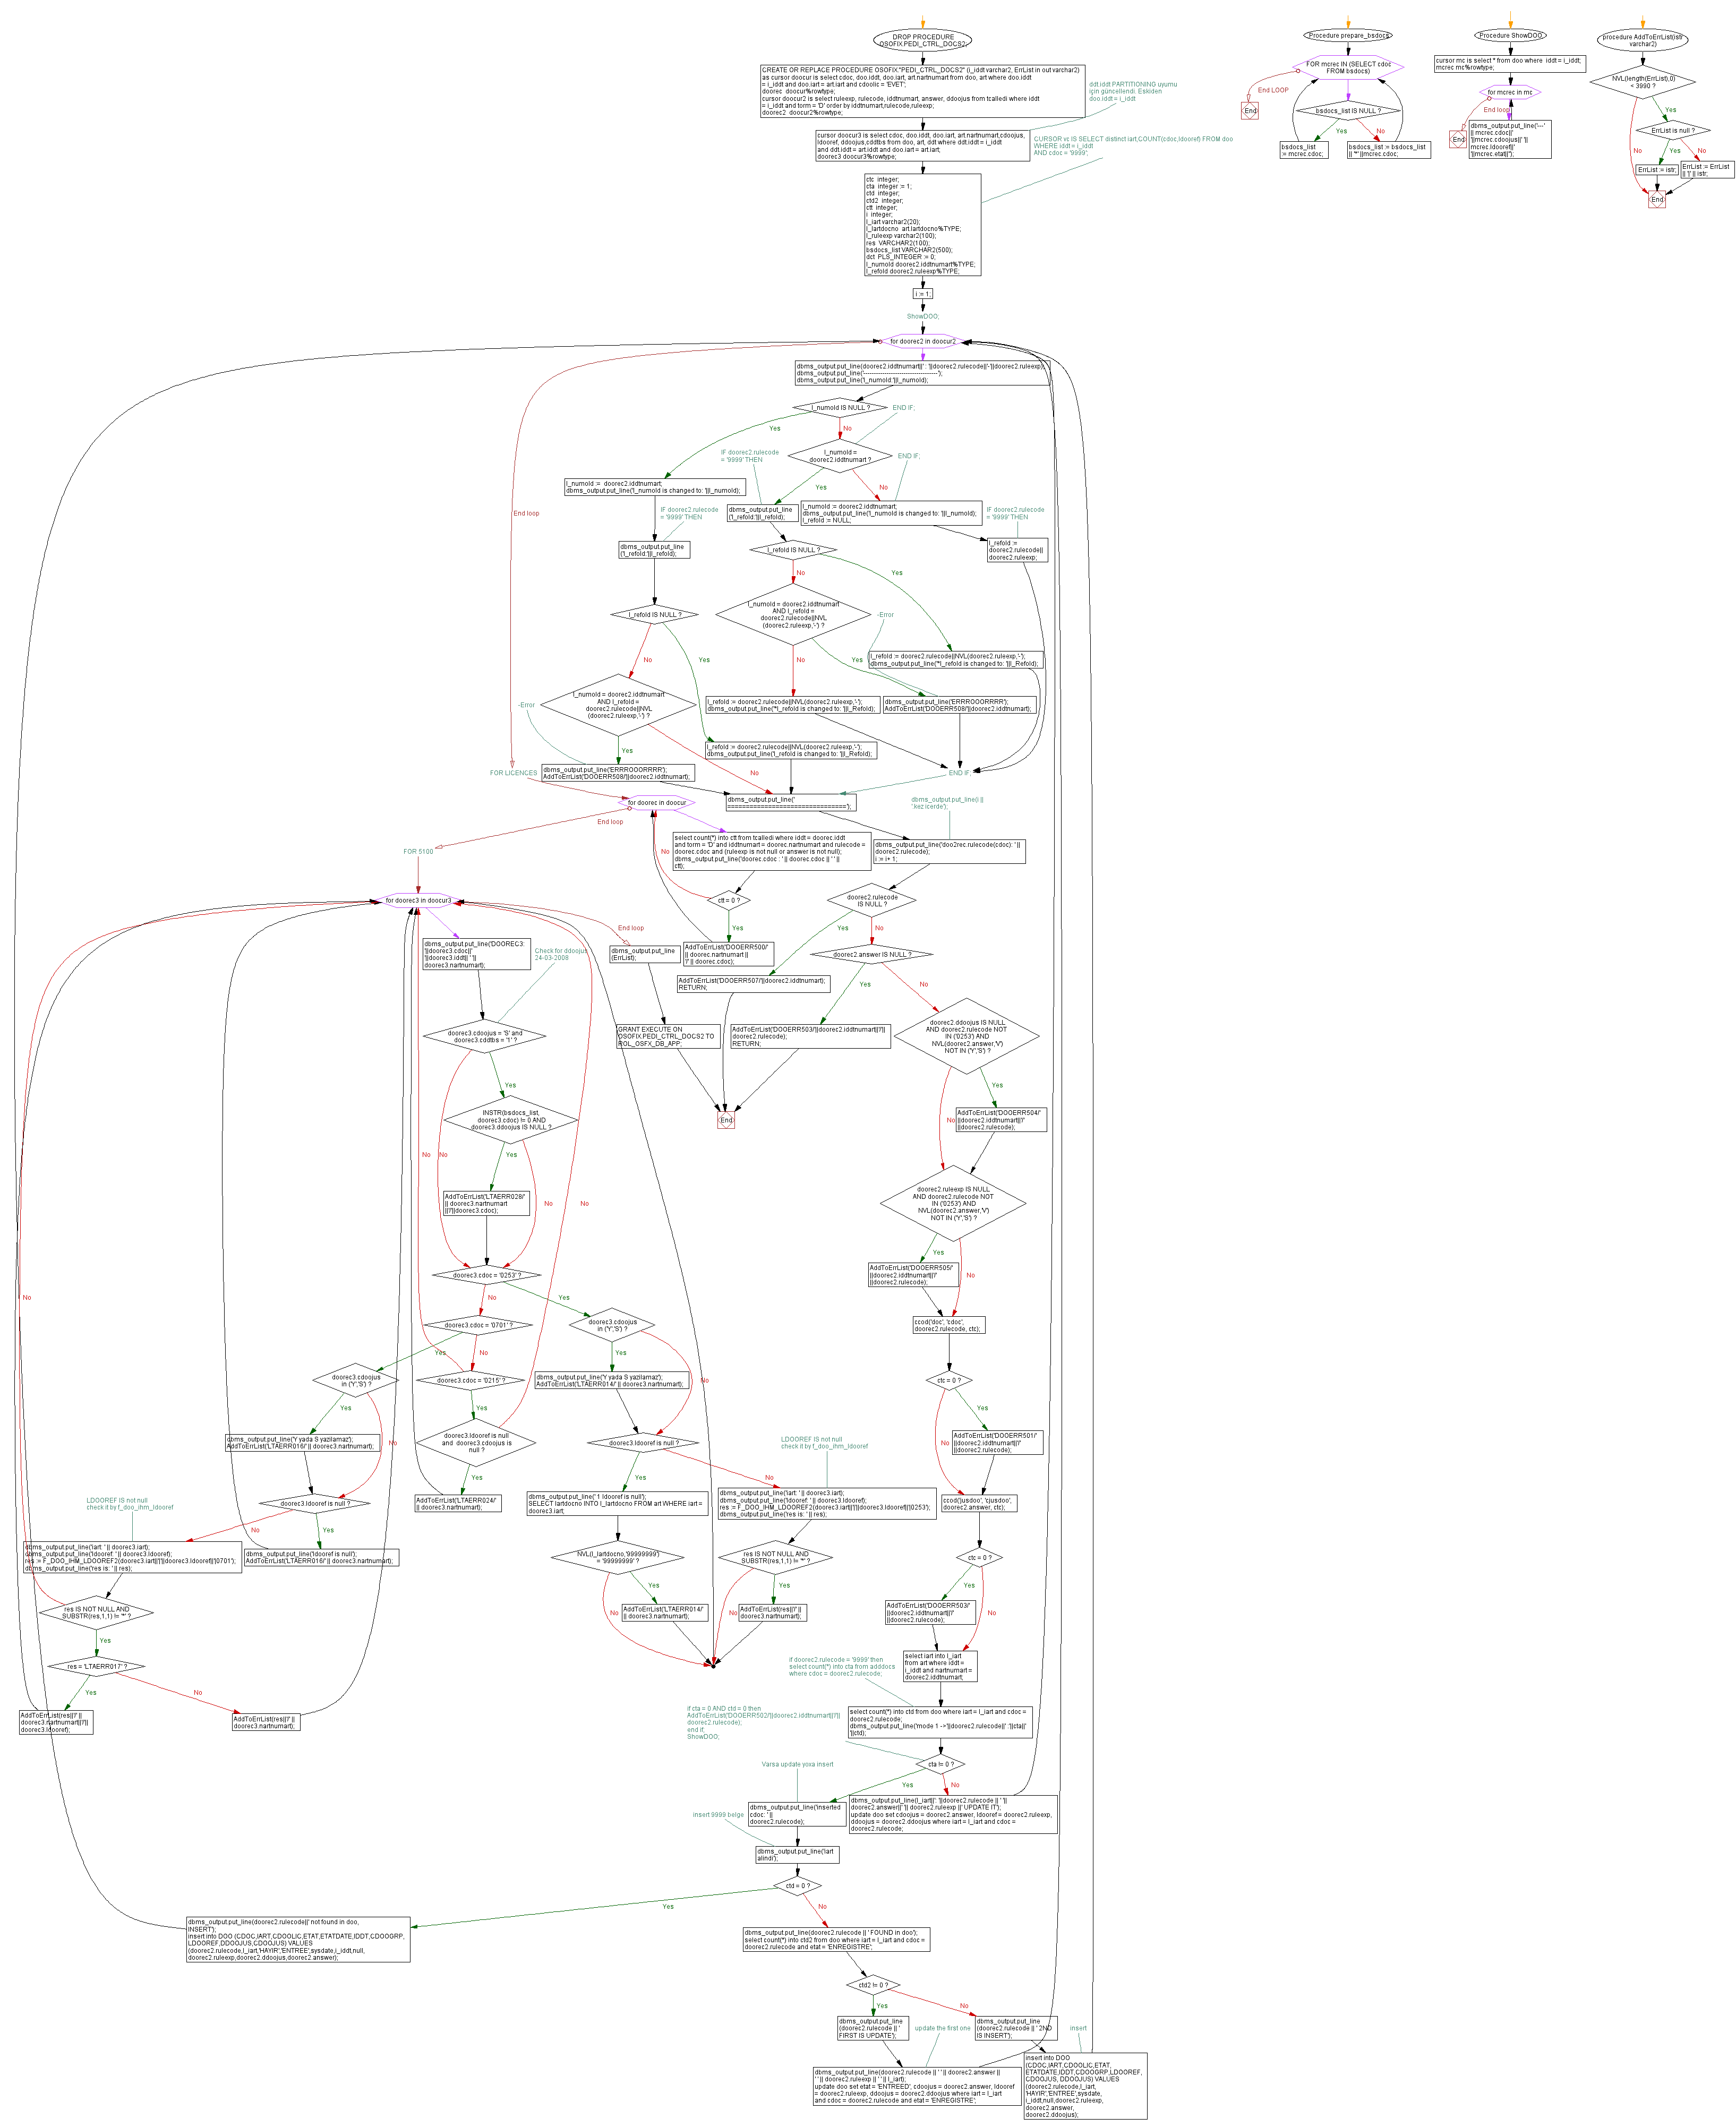 DROP PROCEDURE
OSOFIX.PEDI_CTRL_DOCS2;
CREATE OR REPLACE PROCEDURE OSOFIX."PEDI_CTRL_DOCS2" (i_iddt varchar2, ErrList in out varchar2)
as cursor doocur is select cdoc, doo.iddt, doo.iart, art.nartnumart from doo, art where doo.iddt
= i_iddt and doo.iart = art.iart and cdoolic = 'EVET';
doorec  doocur%rowtype;
cursor doocur2 is select ruleexp, rulecode, iddtnumart, answer, ddoojus from tcalledi where iddt
= i_iddt and torm = 'D' order by iddtnumart,rulecode,ruleexp;
doorec2  doocur2%rowtype;
ddt.iddt PARTITIONING uyumu
için güncellendi. Eskiden
doo.iddt = i_iddt
cursor doocur3 is select cdoc, doo.iddt, doo.iart, art.nartnumart,cdoojus,
ldooref, ddoojus,cddtbs from doo, art, ddt where ddt.iddt = i_iddt
and ddt.iddt = art.iddt and doo.iart = art.iart;
doorec3 doocur3%rowtype;
CURSOR vc IS SELECT distinct iart,COUNT(cdoc,ldooref) FROM doo
WHERE iddt = i_iddt
AND cdoc = '9999';
ctc  integer;
cta  integer := 1;
ctd  integer;
ctd2  integer;
ctt  integer;
i  integer;
l_iart varchar2(20);
l_lartdocno  art.lartdocno%TYPE;
l_ruleexp varchar2(100);
res  VARCHAR2(100);
bsdocs_list VARCHAR2(500);
dct  PLS_INTEGER := 0;
l_numold doorec2.iddtnumart%TYPE;
l_refold doorec2.ruleexp%TYPE;
i := 1;
ShowDOO;
for doorec2 in doocur2
dbms_output.put_line(doorec2.iddtnumart||' : '||doorec2.rulecode||'-'||doorec2.ruleexp);
dbms_output.put_line('l_numold:'||l_numold);
l_numold IS NULL ?
END IF;
Yes
No
l_numold =
doorec2.iddtnumart ?
IF doorec2.rulecode
= '9999' THEN
END IF;
Yes
No
l_numold :=  doorec2.iddtnumart;
dbms_output.put_line('l_numold is changed to: '||l_numold);
dbms_output.put_line
('l_refold:'||l_refold);
l_numold := doorec2.iddtnumart;
dbms_output.put_line('l_numold is changed to: '||l_numold);
l_refold := NULL;
End loop
IF doorec2.rulecode
= '9999' THEN
IF doorec2.rulecode
= '9999' THEN
dbms_output.put_line
('l_refold:'||l_refold);
l_refold IS NULL ?
l_refold :=
doorec2.rulecode||
doorec2.ruleexp;
No
Yes
l_refold IS NULL ?
l_numold = doorec2.iddtnumart
AND l_refold =
doorec2.rulecode||NVL
(doorec2.ruleexp,'-') ?
-Error
No
Yes
No
Yes
l_refold := doorec2.rulecode||NVL(doorec2.ruleexp,'-');
dbms_output.put_line('*l_refold is changed to: '||l_Refold);
l_numold = doorec2.iddtnumart
AND l_refold =
doorec2.rulecode||NVL
(doorec2.ruleexp,'-') ?
-Error
l_refold := doorec2.rulecode||NVL(doorec2.ruleexp,'-');
dbms_output.put_line('*l_refold is changed to: '||l_Refold);
dbms_output.put_line('ERRROOORRRR');
AddToErrList('DOOERR508/'||doorec2.iddtnumart);
Yes
l_refold := doorec2.rulecode||NVL(doorec2.ruleexp,'-');
dbms_output.put_line('l_refold is changed to: '||l_Refold);
FOR LICENCES
dbms_output.put_line('ERRROOORRRR');
AddToErrList('DOOERR508/'||doorec2.iddtnumart);
No
END IF;
for doorec in doocur
dbms_output.put_line('
================================');
dbms_output.put_line(i ||
'.kez icerde');
End loop
FOR 5100
No
select count(*) into ctt from tcalledi where iddt = doorec.iddt
and torm = 'D' and iddtnumart = doorec.nartnumart and rulecode =
doorec.cdoc and (ruleexp is not null or answer is not null);
dbms_output.put_line('doorec.cdoc : ' || doorec.cdoc || ' ' ||
ctt);
dbms_output.put_line('doo2rec.rulecode(cdoc): ' ||
doorec2.rulecode);
i := i+ 1;
ctt = 0 ?
doorec2.rulecode
IS NULL ?
for doorec3 in doocur3
End loop
Yes
Yes
No
dbms_output.put_line('DOOREC3:
'||doorec3.cdoc||'
'||doorec3.iddt||' '||
doorec3.nartnumart);
Check for ddoojus
24-03-2008
dbms_output.put_line
(ErrList);
AddToErrList('DOOERR500/'
|| doorec.nartnumart ||
'/' || doorec.cdoc);
doorec2.answer IS NULL ?
AddToErrList('DOOERR507/'||doorec2.iddtnumart);
RETURN;
Yes
No
doorec3.cdoojus = 'S' and
doorec3.cddtbs = '1' ?
GRANT EXECUTE ON
OSOFIX.PEDI_CTRL_DOCS2 TO
ROL_OSFX_DB_APP;
AddToErrList('DOOERR503/'||doorec2.iddtnumart||'/'||
doorec2.rulecode);
RETURN;
doorec2.ddoojus IS NULL
AND doorec2.rulecode NOT
IN ('0253') AND
NVL(doorec2.answer,'V')
NOT IN ('Y','S') ?
Yes
Yes
INSTR(bsdocs_list,
doorec3.cdoc) != 0 AND
doorec3.ddoojus IS NULL ?
End
No
AddToErrList('DOOERR504/'
||doorec2.iddtnumart||'/'
||doorec2.rulecode);
No
No
Yes
AddToErrList('LTAERR028/'
|| doorec3.nartnumart
||'/'||doorec3.cdoc);
No
No
doorec2.ruleexp IS NULL
AND doorec2.rulecode NOT
IN ('0253') AND
NVL(doorec2.answer,'V')
NOT IN ('Y','S') ?
Yes
No
doorec3.cdoc = '0253' ?
AddToErrList('DOOERR505/'
||doorec2.iddtnumart||'/'
||doorec2.rulecode);
No
No
Yes
doorec3.cdoc = '0701' ?
doorec3.cdoojus
in ('Y','S') ?
ccod('doc', 'cdoc',
doorec2.rulecode, ctc);
Yes
No
Yes
No
doorec3.cdoojus
in ('Y','S') ?
doorec3.cdoc = '0215' ?
dbms_output.put_line('Y yada S yazilamaz');
AddToErrList('LTAERR014/' || doorec3.nartnumart);
ctc = 0 ?
Yes
No
Yes
Yes
No
dbms_output.put_line('Y yada S yazilamaz');
AddToErrList('LTAERR016/' || doorec3.nartnumart);
doorec3.ldooref is null
and  doorec3.cdoojus is
null ?
doorec3.ldooref is null ?
LDOOREF IS not null
check it by f_doo_ihm_ldooref
AddToErrList('DOOERR501/'
||doorec2.iddtnumart||'/'
||doorec2.rulecode);
Yes
Yes
No
LDOOREF IS not null
check it by f_doo_ihm_ldooref
doorec3.ldooref is null ?
AddToErrList('LTAERR024/'
|| doorec3.nartnumart);
dbms_output.put_line(' 1 ldooref is null');
SELECT lartdocno INTO l_lartdocno FROM art WHERE iart =
doorec3.iart;
dbms_output.put_line('iart: ' || doorec3.iart);
dbms_output.put_line('ldooref: ' || doorec3.ldooref);
res := F_DOO_IHM_LDOOREF2(doorec3.iart||'|'||doorec3.ldooref||'|'||0253');
dbms_output.put_line('res is: ' || res);
ccod('jusdoo', 'cjusdoo',
doorec2.answer, ctc);
No
Yes
dbms_output.put_line('iart: ' || doorec3.iart);
dbms_output.put_line('ldooref: ' || doorec3.ldooref);
res := F_DOO_IHM_LDOOREF2(doorec3.iart||'|'||doorec3.ldooref||'|'||0701');
dbms_output.put_line('res is: ' || res);
dbms_output.put_line('ldooref is null');
AddToErrList('LTAERR016/' || doorec3.nartnumart);
NVL(l_lartdocno,'99999999')
= '99999999' ?
res IS NOT NULL AND
SUBSTR(res,1,1) != '*' ?
ctc = 0 ?
Yes
Yes
Yes
No
res IS NOT NULL AND
SUBSTR(res,1,1) != '*' ?
No
AddToErrList('LTAERR014/'
|| doorec3.nartnumart);
No
AddToErrList(res||'/' ||
doorec3.nartnumart);
AddToErrList('DOOERR503/'
||doorec2.iddtnumart||'/'
||doorec2.rulecode);
Yes
res = 'LTAERR017' ?
if doorec2.rulecode = '9999' then
select count(*) into cta from adddocs
where cdoc = doorec2.rulecode;
select iart into l_iart
from art where iddt =
i_iddt and nartnumart =
doorec2.iddtnumart;
Yes
No
AddToErrList(res||'/' ||
doorec3.nartnumart||'/'||
doorec3.ldooref);
AddToErrList(res||'/' ||
doorec3.nartnumart);
if cta = 0 AND ctd = 0 then
AddToErrList('DOOERR502/'||doorec2.iddtnumart||'/'||
doorec2.rulecode);
end if;
ShowDOO;
select count(*) into ctd from doo where iart = l_iart and cdoc =
doorec2.rulecode;
dbms_output.put_line('mode 1 ->'||doorec2.rulecode||' :'||cta||'
'||ctd);
Varsa update yoxa insert
cta != 0 ?
Yes
No
insert 9999 belge
dbms_output.put_line('inserted
cdoc: ' ||
doorec2.rulecode);
dbms_output.put_line(l_iart||': '||doorec2.rulecode || ' '||
doorec2.answer||' '|| doorec2.ruleexp ||' UPDATE IT');
update doo set cdoojus = doorec2.answer, ldooref = doorec2.ruleexp,
ddoojus = doorec2.ddoojus where iart = l_iart and cdoc =
doorec2.rulecode;
dbms_output.put_line('iart
alindi');
ctd = 0 ?
Yes
No
dbms_output.put_line(doorec2.rulecode||' not found in doo,
INSERT');
insert into DOO (CDOC,IART,CDOOLIC,ETAT,ETATDATE,IDDT,CDOOGRP,
LDOOREF,DDOOJUS,CDOOJUS) VALUES
(doorec2.rulecode,l_iart,'HAYIR','ENTREE',sysdate,i_iddt,null,
doorec2.ruleexp,doorec2.ddoojus,doorec2.answer);
dbms_output.put_line(doorec2.rulecode || ' FOUND in doo');
select count(*) into ctd2 from doo where iart = l_iart and cdoc =
doorec2.rulecode and etat = 'ENREGISTRE';
ctd2 != 0 ?
Yes
No
dbms_output.put_line
(doorec2.rulecode || '
FIRST IS UPDATE');
update the first one
dbms_output.put_line
(doorec2.rulecode || ' 2ND
IS INSERT');
insert
dbms_output.put_line(doorec2.rulecode || ' ' || doorec2.answer ||
' ' || doorec2.ruleexp || ' ' || l_iart);
update doo set etat = 'ENTREED', cdoojus = doorec2.answer, ldooref
= doorec2.ruleexp, ddoojus = doorec2.ddoojus where iart = l_iart
and cdoc = doorec2.rulecode and etat = 'ENREGISTRE';
insert into DOO
(CDOC,IART,CDOOLIC,ETAT,
ETATDATE,IDDT,CDOOGRP,LDOOREF,
CDOOJUS, DDOOJUS) VALUES
(doorec2.rulecode,l_iart,
'HAYIR','ENTREE',sysdate,
i_iddt,null,doorec2.ruleexp,
doorec2.answer,
doorec2.ddoojus);
Procedure prepare_bsdocs
FOR mcrec IN (SELECT cdoc
FROM bsdocs)
End LOOP
End
bsdocs_list IS NULL ?
Yes
No
bsdocs_list
:= mcrec.cdoc;
bsdocs_list := bsdocs_list
|| '*' ||mcrec.cdoc;
Procedure ShowDOO
cursor mc is select * from doo where  iddt = i_iddt;
mcrec mc%rowtype;
for mcrec in mc
End loop
End
dbms_output.put_line('---'
|| mcrec.cdoc||'
'||mcrec.cdoojus||' '||
mcrec.ldooref||'
'||mcrec.etat||'');
procedure AddToErrList(istr
varchar2)
NVL(length(ErrList),0)
< 3990 ?
Yes
ErrList is null ?
No
Yes
No
ErrList := istr;
ErrList := ErrList
|| '|' || istr;
End